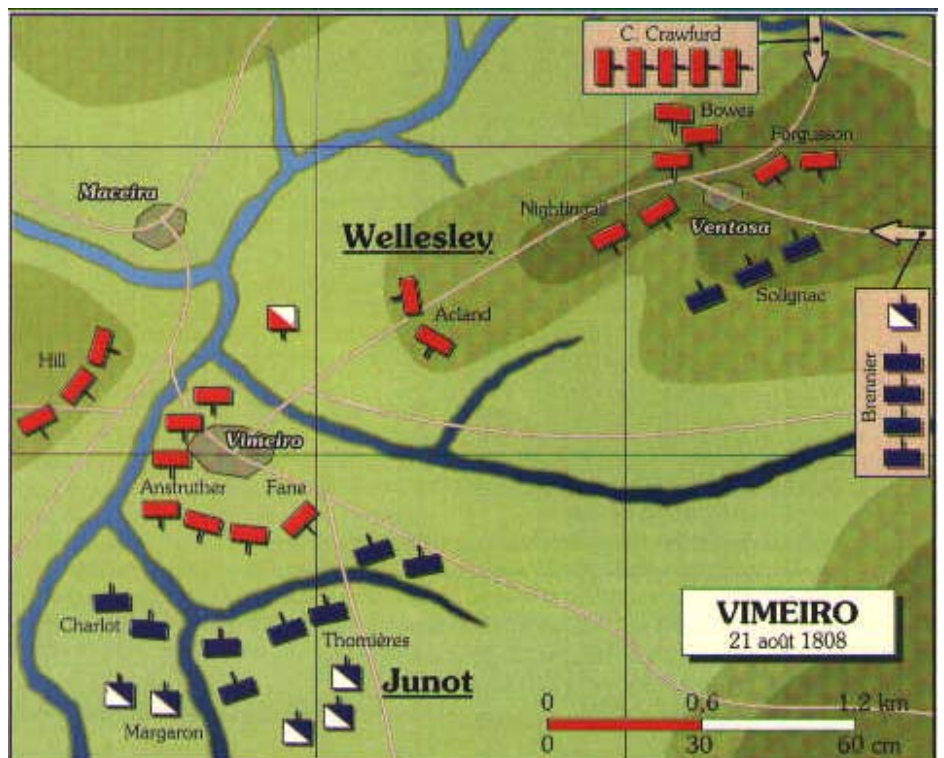 C. Crawfurd
Bowes
Forgusson
Maceira
Nightingall
Ventosa
Wellesley
Solignac
Acland
Hill
Brennier
Vimeiro
Anstruther
Fane
Charlot
Thomières
VIMEIRO
21 août 1808
Junot
Margaron
0 0,6 1,2 km
0 30 60 cm